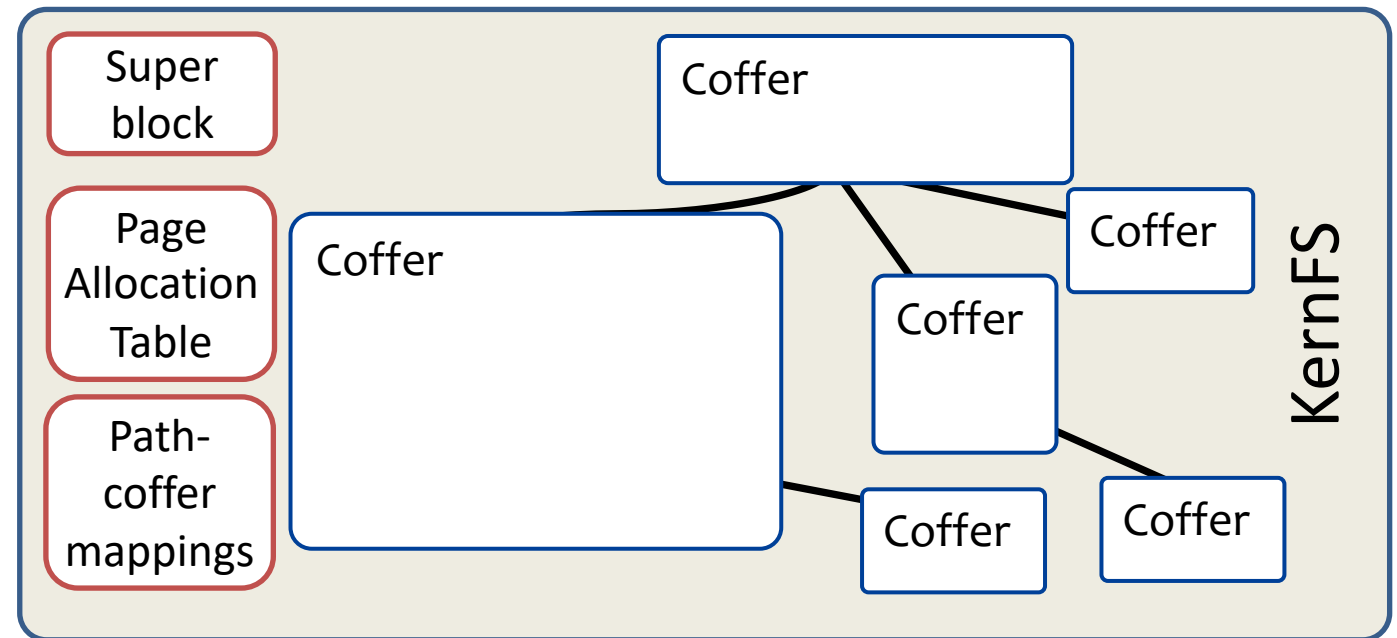 Super
block
Page
Allocation
Table
Path-
coffer
mappings
Coffer
Coffer
Coffer
Coffer
Coffer
Coffer
KernFS